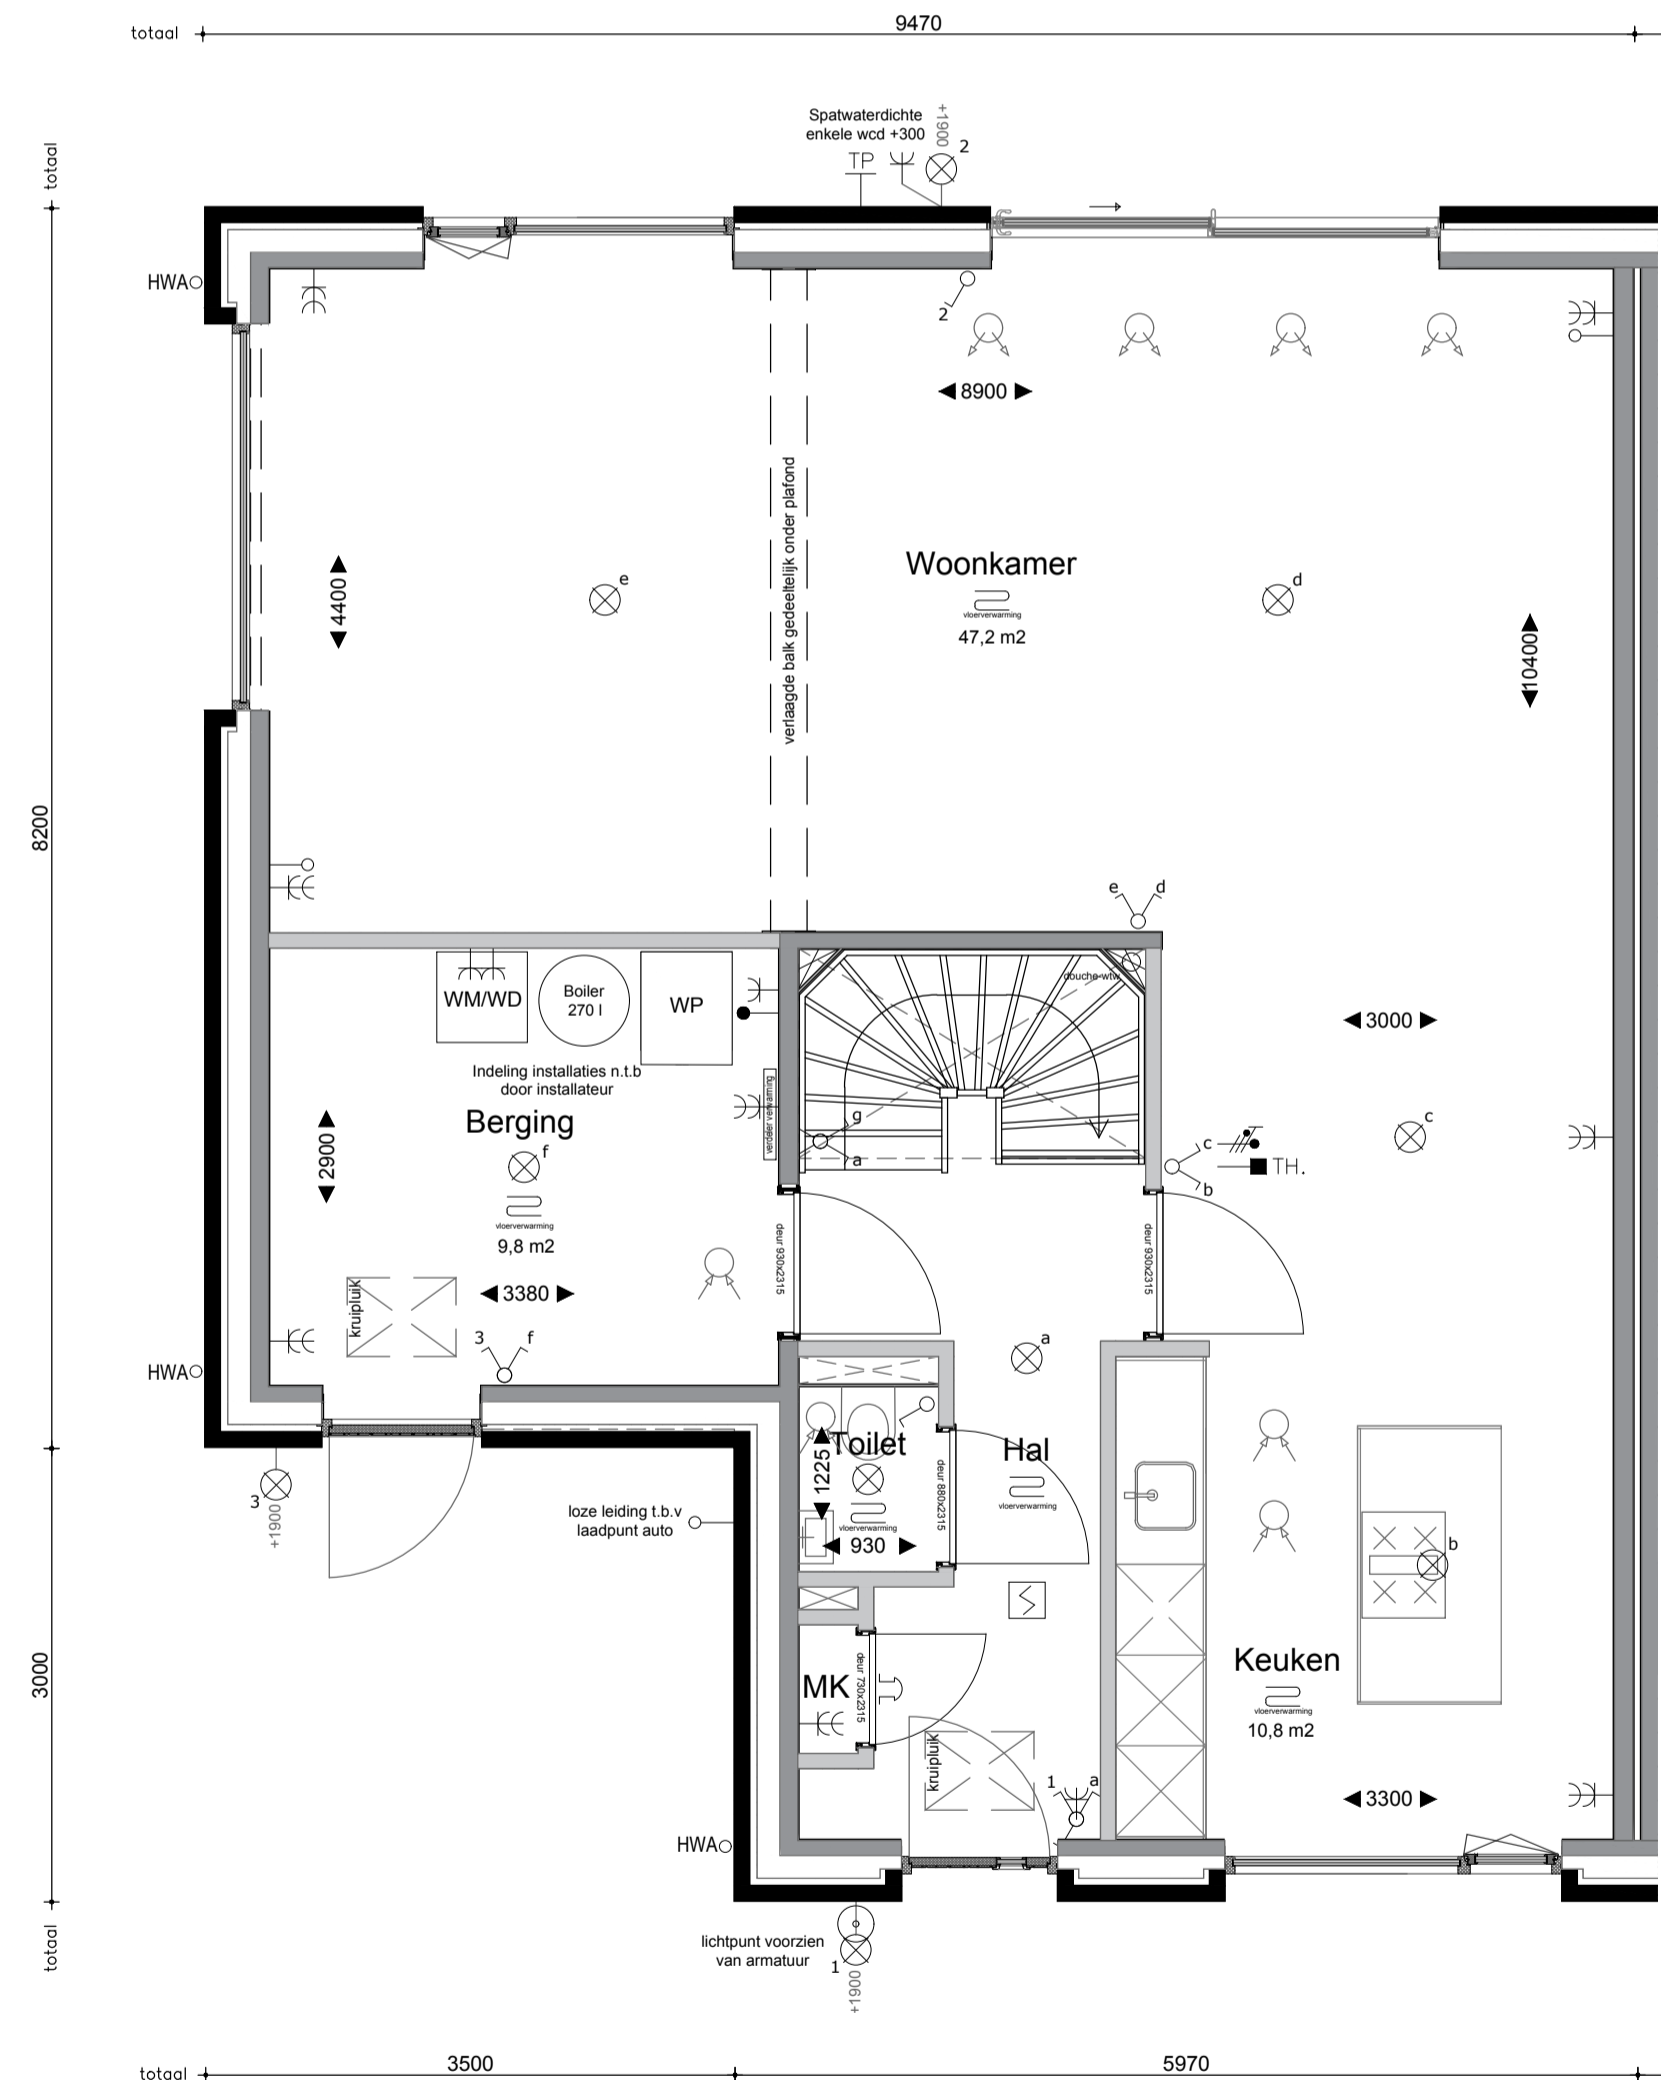 totaal
9470
totaal
Spatwaterdichte
enkele wcd +300
+1900
2
TP
HWA
2
8900
verlaagde balk gedeeltelijk onder plafond
Woonkamer
vloerverwarming
47,2 m2
e
d
4400
10400
8200
e
d
WM/WD
Boiler
270 l
WP
douche-wtw
3000
Indeling installaties n.t.b
door installateur
Berging
f
vloerverwarming
9,8 m2
verdeler verwarming
g
a
c
c
b
TH.
2900
3380
deur 930x2315
deur 930x2315
kruipluik
3
f
HWA
a
Toilet
1225
vloerverwarming
930
deur 880x2315
Hal
vloerverwarming
3
+1900
loze leiding t.b.v
laadpunt auto
b
Keuken
vloerverwarming
10,8 m2
3000
MK
deur 730x2315
kruipluik
1
a
3300
HWA
lichtpunt voorzien
van armatuur
1
+1900
totaal
totaal
3500
5970